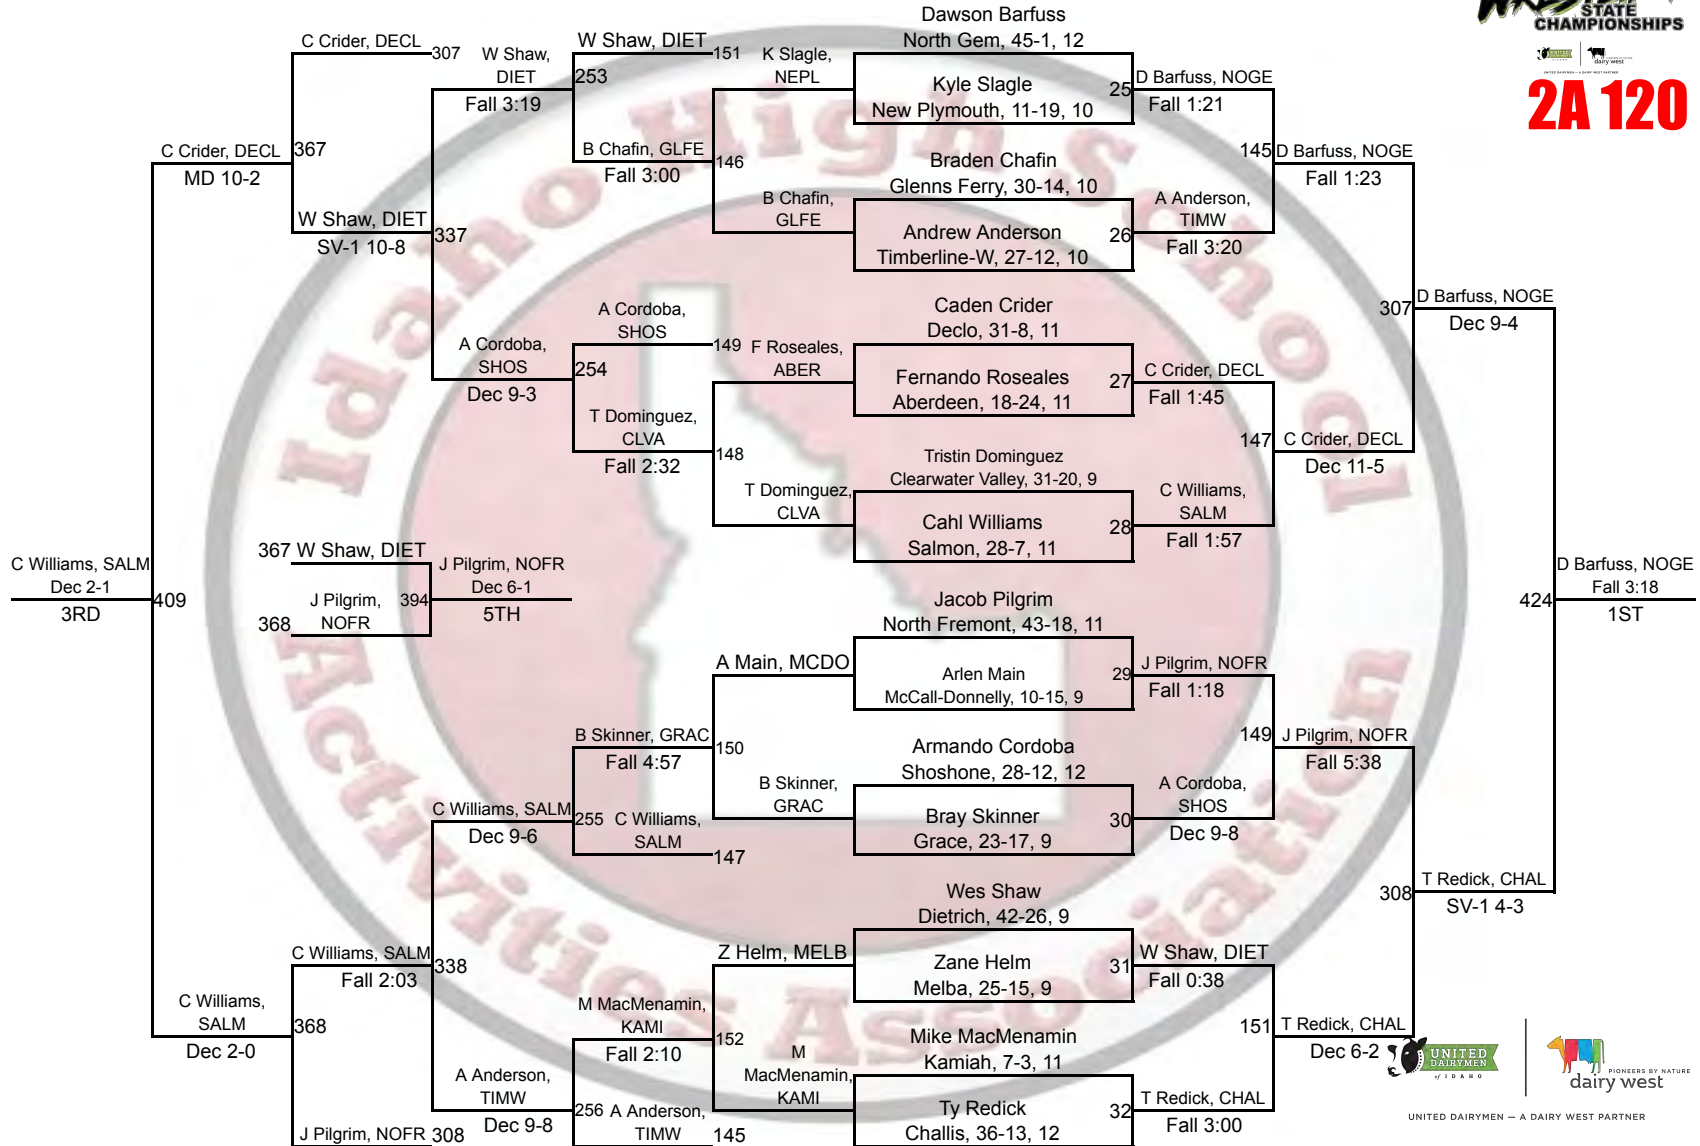 STATE
CHAMPIONSHIPS
dairy west
2A 120
Idaho High School
Activities Association
C Crider, DECL
307
W Shaw,
DIET
Fall 3:19
W Shaw, DIET
151
253
K Slagle,
NEPL
Dawson Barfuss
North Gem, 45-1, 12
Kyle Slagle
New Plymouth, 11-19, 10
25
D Barfuss, NOGE
Fall 1:21
C Crider, DECL
MD 10-2
367
B Chafin, GLFE
Fall 3:00
146
Braden Chafin
Glenns Ferry, 30-14, 10
145
D Barfuss, NOGE
Fall 1:23
W Shaw, DIET
SV-1 10-8
337
B Chafin,
GLFE
Andrew Anderson
Timberline-W, 27-12, 10
26
A Anderson,
TIMW
Fall 3:20
A Cordoba,
SHOS
149
A Cordoba,
SHOS
Dec 9-3
254
F Roseales,
ABER
Caden Crider
Declo, 31-8, 11
Fernando Roseales
Aberdeen, 18-24, 11
27
C Crider, DECL
Fall 1:45
307
D Barfuss, NOGE
Dec 9-4
T Dominguez,
CLVA
Fall 2:32
148
T Dominguez,
CLVA
Tristin Dominguez
Clearwater Valley, 31-20, 9
Cahl Williams
Salmon, 28-7, 11
28
C Williams,
SALM
Fall 1:57
147
C Crider, DECL
Dec 11-5
C Williams, SALM
Dec 2-1
3RD
409
367
W Shaw, DIET
J Pilgrim,
NOFR
368
394
J Pilgrim, NOFR
Dec 6-1
5TH
424
D Barfuss, NOGE
Fall 3:18
1ST
A Main, MCDO
Jacob Pilgrim
North Fremont, 43-18, 11
Arlen Main
McCall-Donnelly, 10-15, 9
29
J Pilgrim, NOFR
Fall 1:18
B Skinner, GRAC
Fall 4:57
150
B Skinner,
GRAC
Armando Cordoba
Shoshone, 28-12, 12
Bray Skinner
Grace, 23-17, 9
30
A Cordoba,
SHOS
Dec 9-8
149
J Pilgrim, NOFR
Fall 5:38
C Williams, SALM
Dec 9-6
255
C Williams,
SALM
147
Wes Shaw
Dietrich, 42-26, 9
308
T Redick, CHAL
SV-1 4-3
C Williams, SALM
Fall 2:03
338
Z Helm, MELB
Zane Helm
Melba, 25-15, 9
31
W Shaw, DIET
Fall 0:38
C Williams,
SALM
Dec 2-0
368
M MacMenamin,
KAMI
Fall 2:10
152
M
MacMenamin,
KAMI
Mike MacMenamin
Kamiah, 7-3, 11
151
T Redick, CHAL
Dec 6-2
A Anderson,
TIMW
Dec 9-8
256
A Anderson,
TIMW
145
Ty Redick
Challis, 36-13, 12
32
T Redick, CHAL
Fall 3:00
J Pilgrim, NOFR
308
UNITED
DAIRYMEN
of IDAHO
PIONEERS BY NATURE
dairy west
UNITED DAIRYMEN — A DAIRY WEST PARTNER